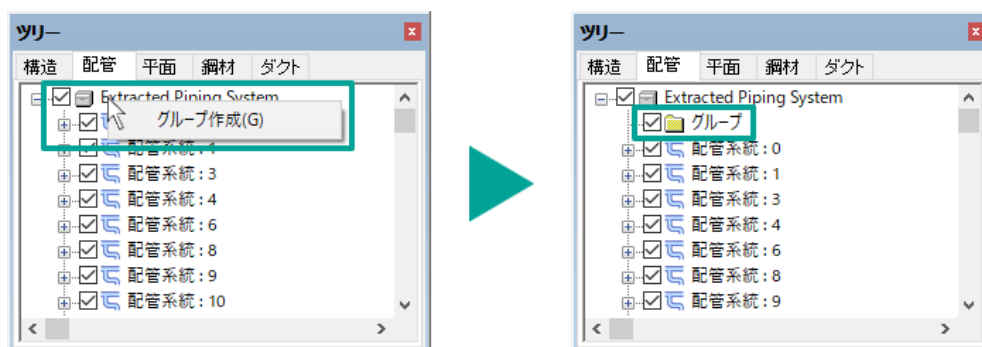 ツリー
構造 配管 平面 鋼材 ダクト
Extracted Piping System
グループ作成(G)
配管系統 : 1
配管系統 : 3
配管系統 : 4
配管系統 : 6
配管系統 : 8
配管系統 : 9
配管系統 : 10
ツリー
構造 配管 平面 鋼材 ダクト
Extracted Piping System
グループ
配管系統 : 0
配管系統 : 1
配管系統 : 3
配管系統 : 4
配管系統 : 6
配管系統 : 8
配管系統 : 9